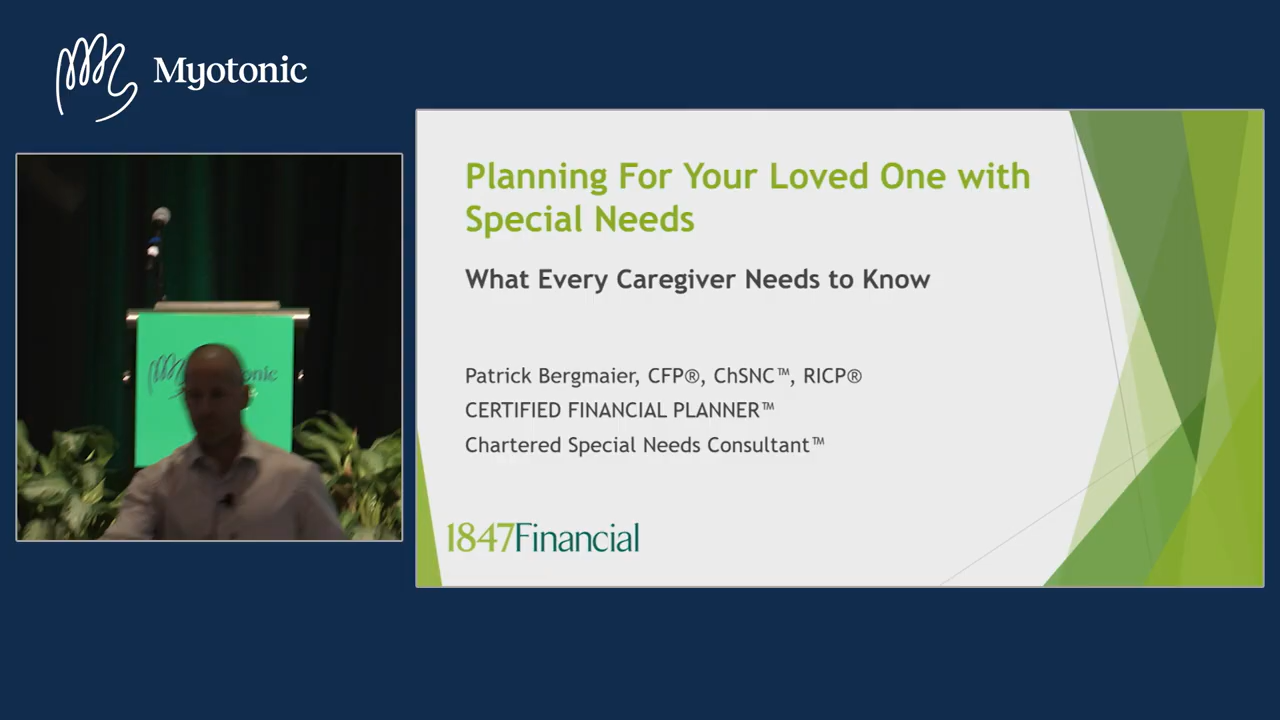 Myotonic
Planning For Your Loved One with
Special Needs
What Every Caregiver Needs to Know
Patrick Bergmaier, CFP®, ChSNC™, RICP®
CERTIFIED FINANCIAL PLANNER™
Chartered Special Needs Consultant™
1847Financial